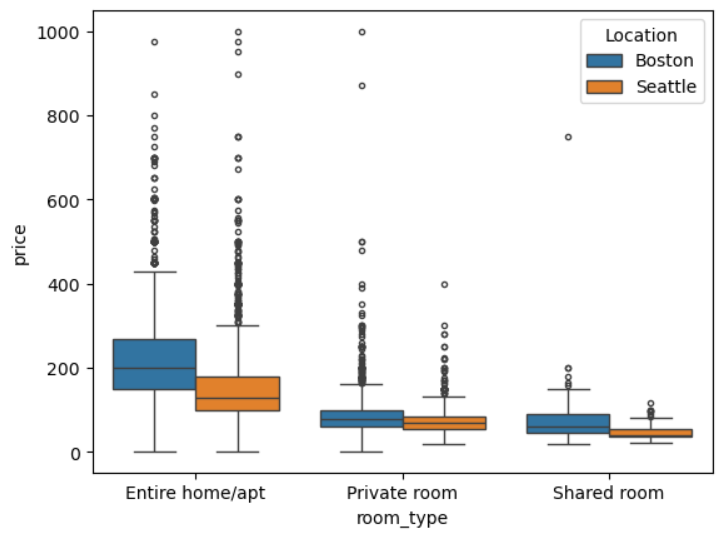 1000
800
600
400
200
0
price
Location
Boston
Seattle
Entire home/apt
Private room
Shared room
room_type